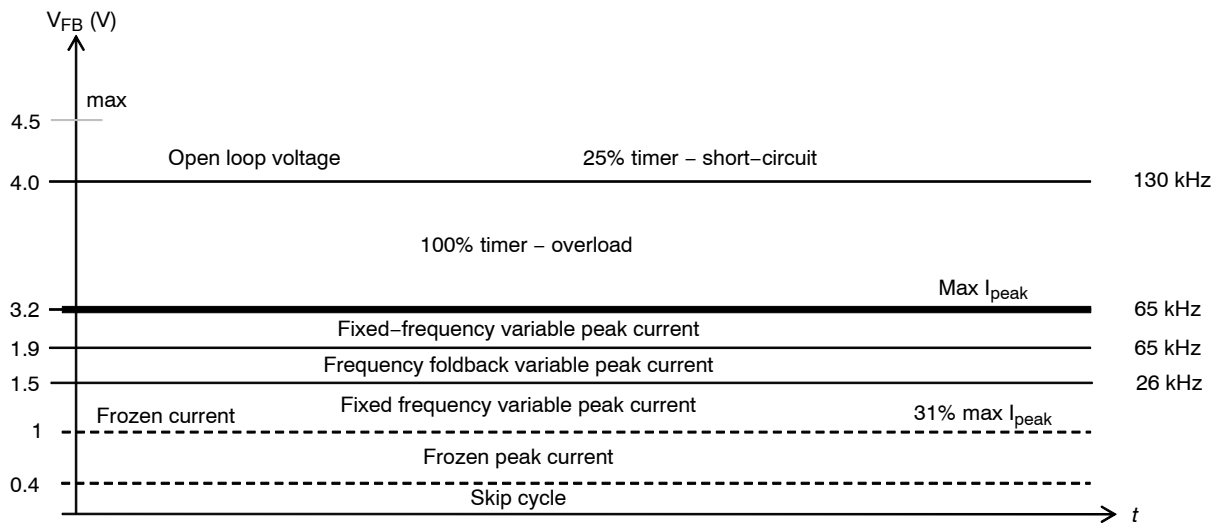 VFB (V)
max
4.5
Open loop voltage 25% timer – short–circuit
4.0 130 kHz
100% timer – overload
Max Ipeak
3.2 65 kHz
Fixed–frequency variable peak current
1.9 65 kHz
Frequency foldback variable peak current
1.5 26 kHz
Fixed frequency variable peak current
Frozen current 31% max Ipeak
1
Frozen peak current
0.4
Skip cycle
t